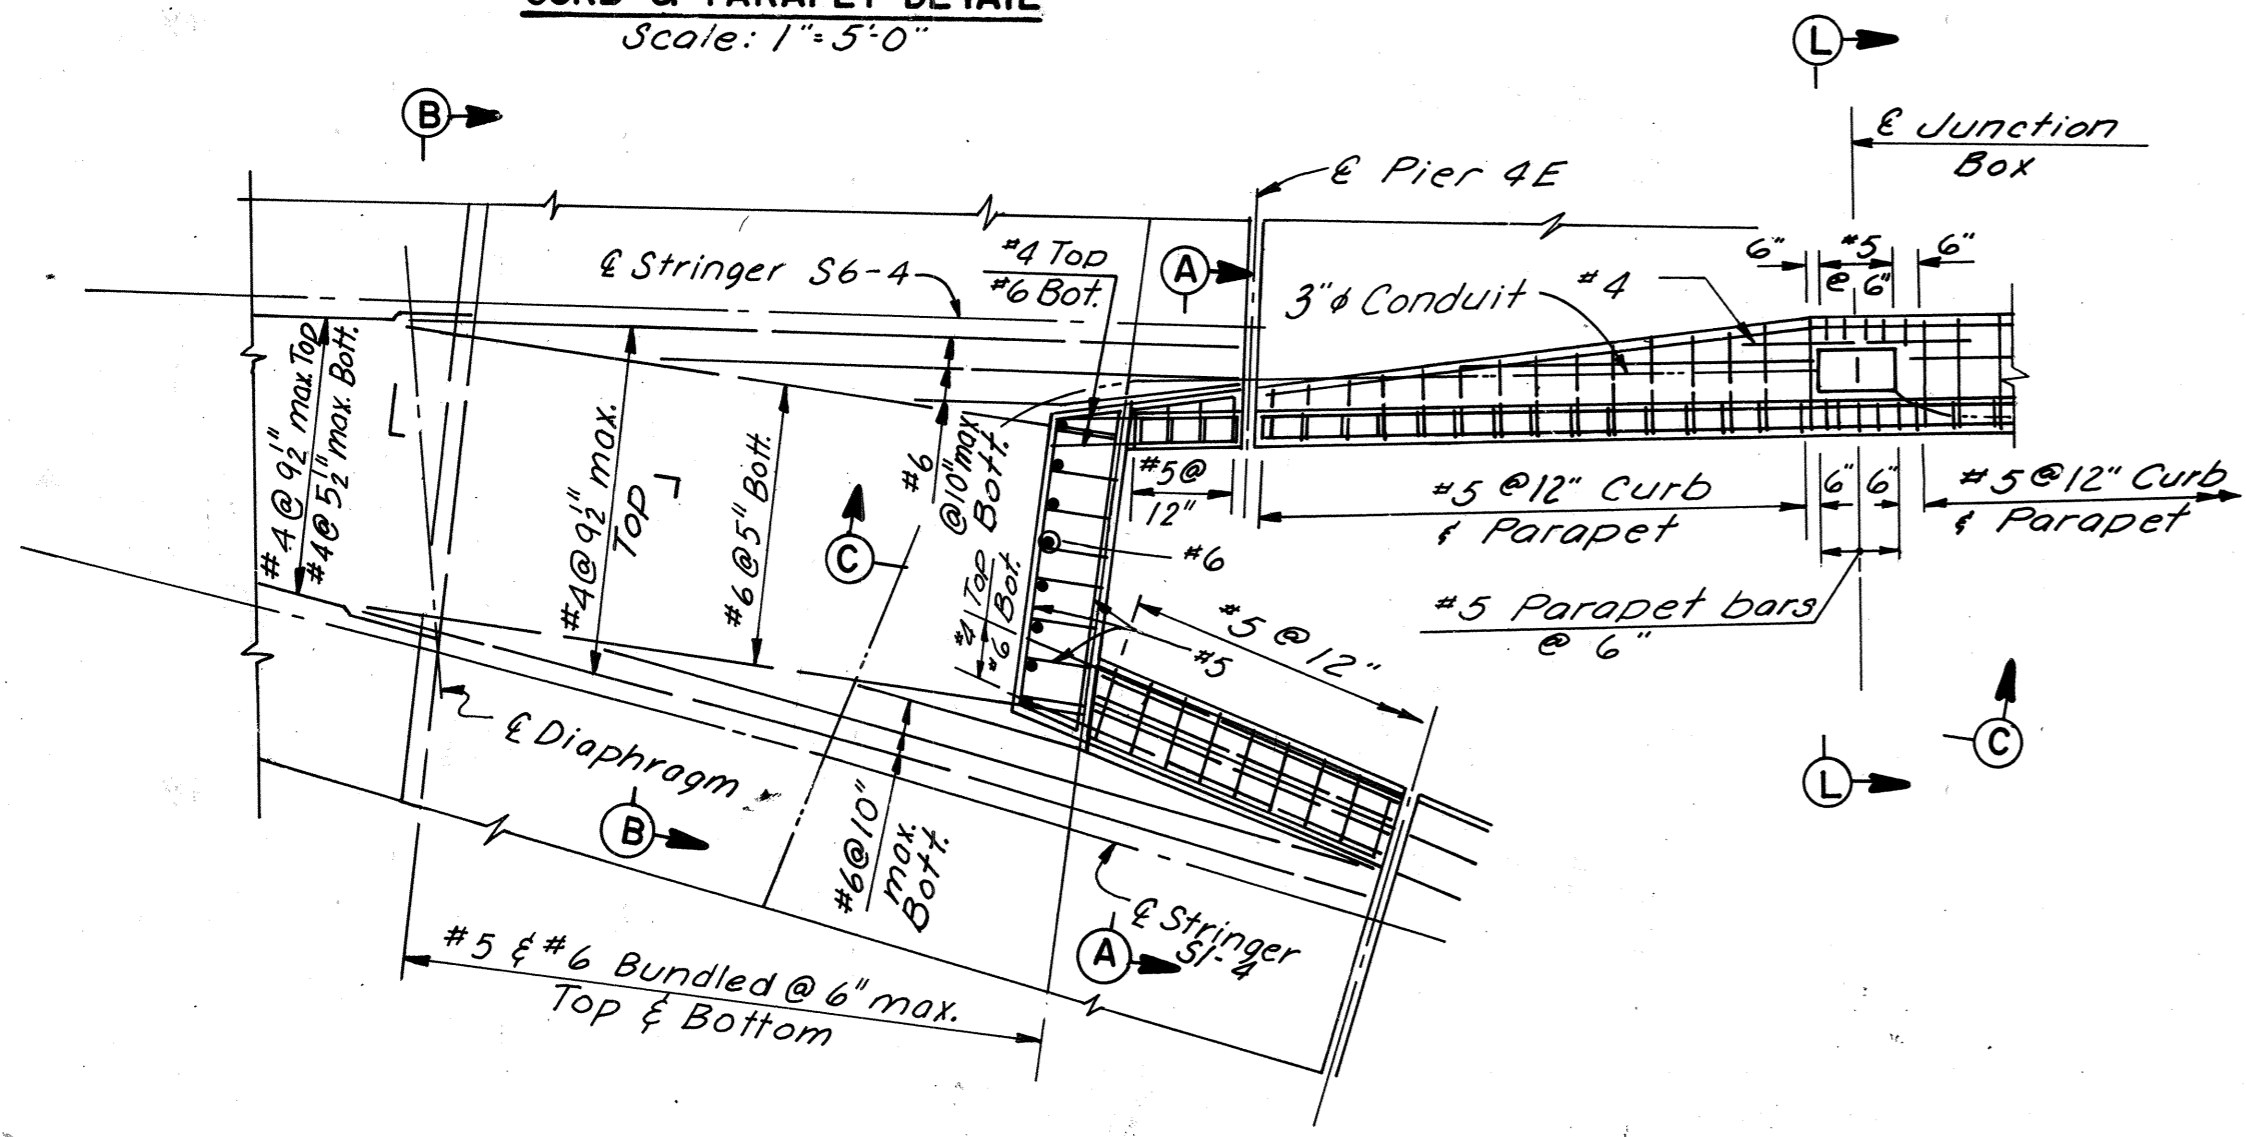 CURB & PARAPET DETAIL
Scale: 1"=5'-0"
L
B
℄ Junction
Box
℄ Pier 4E
℄ Stringer S6-4
#4 Top
#6 Bot.
A
3"φ Conduit
#4
6"
#5
@ 6"
6"
#4@9½" max. Top
#4@5½" max. Bott.
#4@9½" max.
Top
#6@5" Bott.
#6
@10"max.
Bott.
C
#4 Top
#6 Bot.
#5@
12"
#6
#5
#5@12"
#5 @12" Curb
& Parapet
6"
6"
#5 @12" Curb
& Parapet
#5 Parapet bars
@ 6"
℄ Diaphragm
B
#6@10"
max.
Bott.
℄ Stringer
S1-4
A
L
C
#5 & #6 Bundled @ 6" max.
Top & Bottom